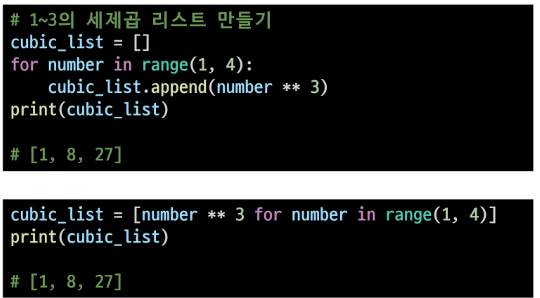 # 1~3의 세제곱 리스트 만들기
cubic_list = []
for number in range(1, 4):
    cubic_list.append(number ** 3)
print(cubic_list)
# [1, 8, 27]
cubic_list = [number ** 3 for number in range(1, 4)]
print(cubic_list)
# [1, 8, 27]